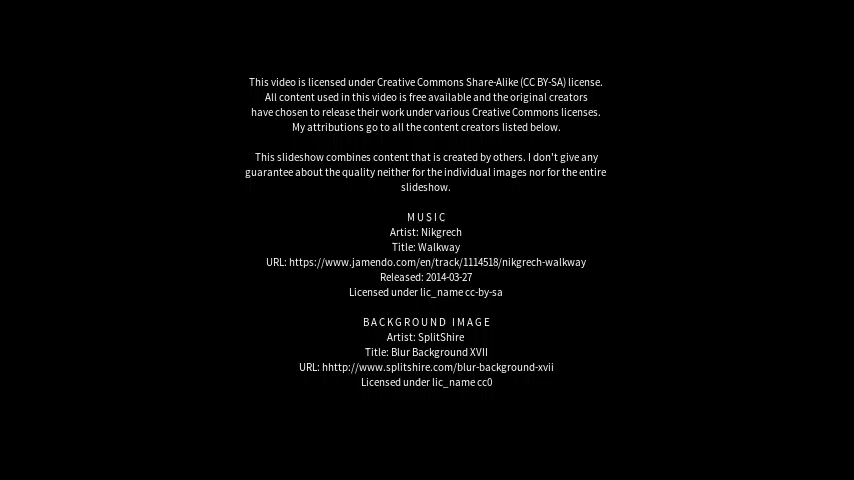 This video is licensed under Creative Commons Share-Alike (CC BY-SA) license.
All content used in this video is free available and the original creators
have chosen to release their work under various Creative Commons licenses.
My attributions go to all the content creators listed below.
This slideshow combines content that is created by others. I don't give any
guarantee about the quality neither for the individual images nor for the entire
slideshow.
M U S I C
Artist: Nikgrech
Title: Walkway
URL: https://www.jamendo.com/en/track/1114518/nikgrech-walkway
Released: 2014-03-27
Licensed under lic_name cc-by-sa
B A C K G R O U N D   I M A G E
Artist: SplitShire
Title: Blur Background XVII
URL: hhttp://www.splitshire.com/blur-background-xvii
Licensed under lic_name cc0